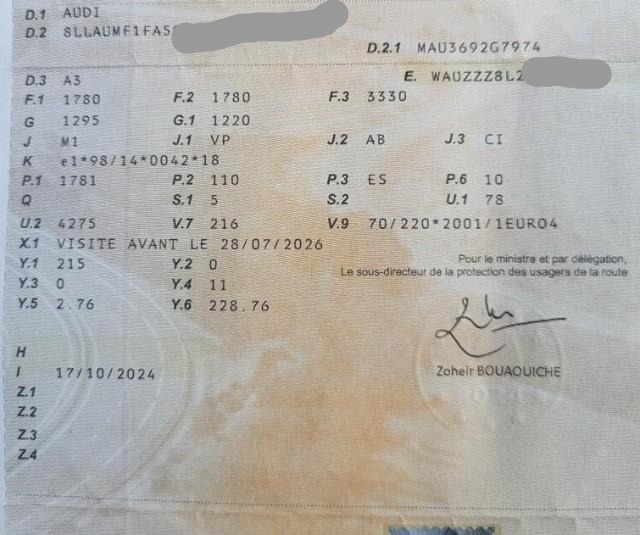 D.1 AUDI
D.2 8LLAUMF1FA5
D.2.1 MAU3692G7974
E. WAUZZZ8L2
D.3 A3
F.1 1780 F.2 1780 F.3 3330
G 1295 G.1 1220
J M1 J.1 VP J.2 AB J.3 CI
K e1*98/14*0042*18
P.1 1781 P.2 110 P.3 ES P.6 10
Q S.1 5 S.2 U.1 78
U.2 4275 V.7 216 V.9 70/220*2001/1EURO4
X.1 VISITE AVANT LE 28/07/2026
Y.1 215 Y.2 0
Y.3 0 Y.4 11
Y.5 2.76 Y.6 228.76
Pour le ministre et par délégation,
Le sous-directeur de la protection des usagers de la route
Zoheir BOUAOUICHE
H
I 17/10/2024
Z.1
Z.2
Z.3
Z.4